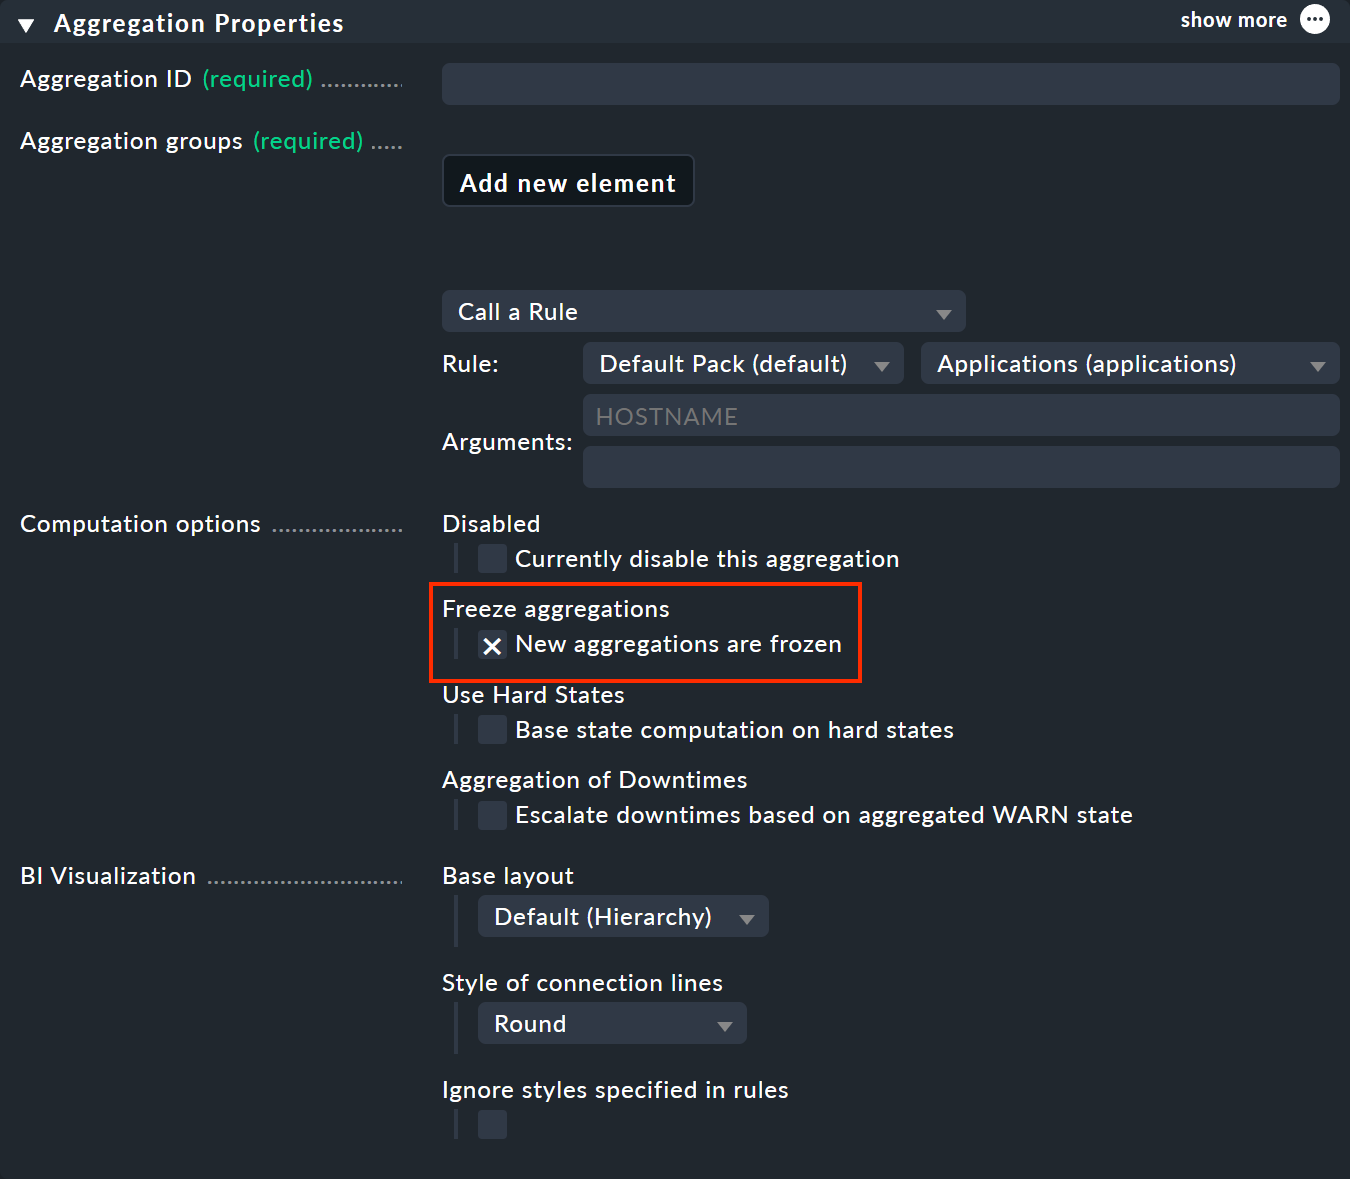 Aggregation Properties
show more
Aggregation ID (required)
Aggregation groups (required)
Add new element
Call a Rule
Rule: Default Pack (default) Applications (applications)
HOSTNAME
Arguments:
Computation options
Disabled
Currently disable this aggregation
Freeze aggregations
New aggregations are frozen
Use Hard States
Base state computation on hard states
Aggregation of Downtimes
Escalate downtimes based on aggregated WARN state
BI Visualization
Base layout
Default (Hierarchy)
Style of connection lines
Round
Ignore styles specified in rules